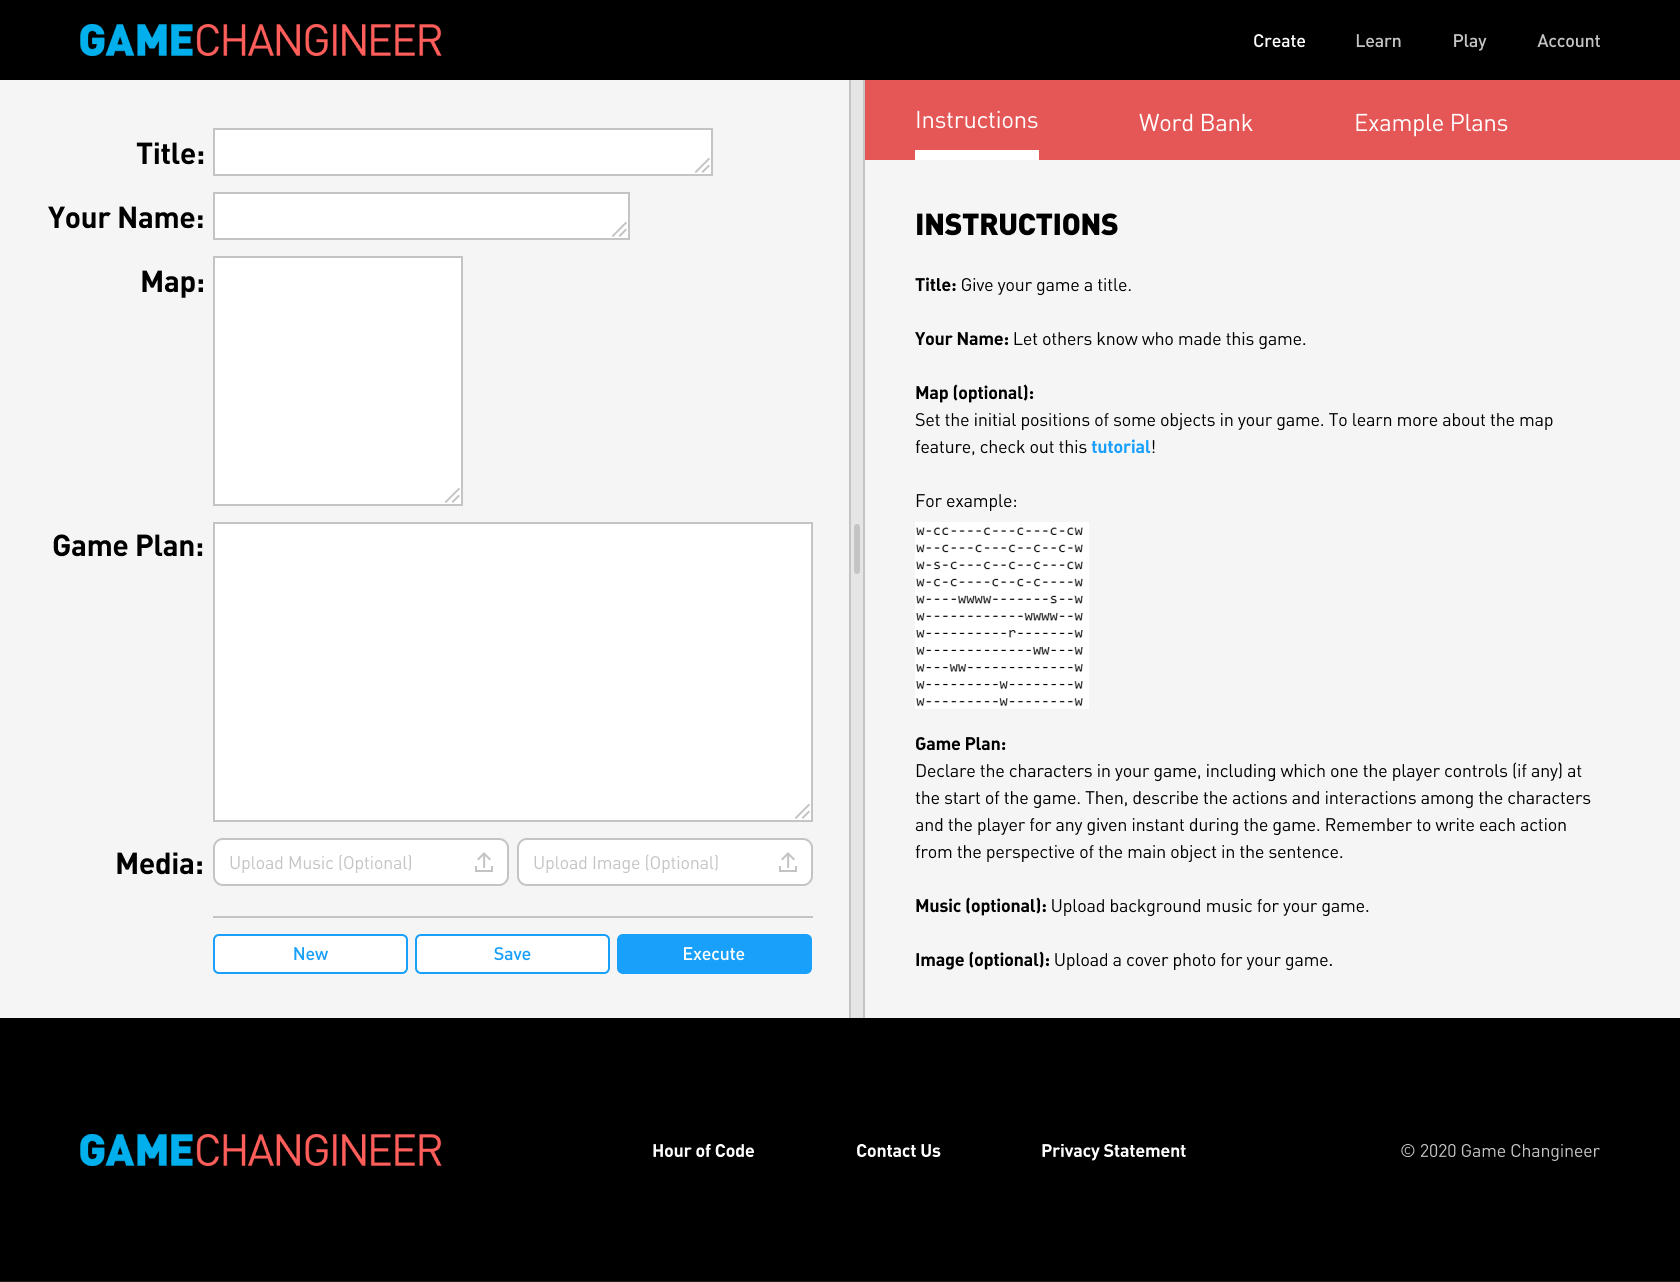 GAMECHANGINEER
Create Learn Play Account
Title:
Your Name:
Map:
Game Plan:
Media: Upload Music (Optional) Upload Image (Optional)
New Save Execute
Instructions Word Bank Example Plans
INSTRUCTIONS
Title: Give your game a title.
Your Name: Let others know who made this game.
Map (optional):
Set the initial positions of some objects in your game. To learn more about the map
feature, check out this tutorial!
For example:
w-cc----c---c---c-cw
w--c---c---c--c--c-w
w-s-c---c--c--c---cw
w-c-c----c--c-c----w
w----wwww-------s--w
w------------wwww--w
w----------r-------w
w-------------ww---w
w---ww-------------w
w---------w--------w
w---------w--------w
Game Plan:
Declare the characters in your game, including which one the player controls (if any) at
the start of the game. Then, describe the actions and interactions among the characters
and the player for any given instant during the game. Remember to write each action
from the perspective of the main object in the sentence.
Music (optional): Upload background music for your game.
Image (optional): Upload a cover photo for your game.
GAMECHANGINEER
Hour of Code Contact Us Privacy Statement © 2020 Game Changineer